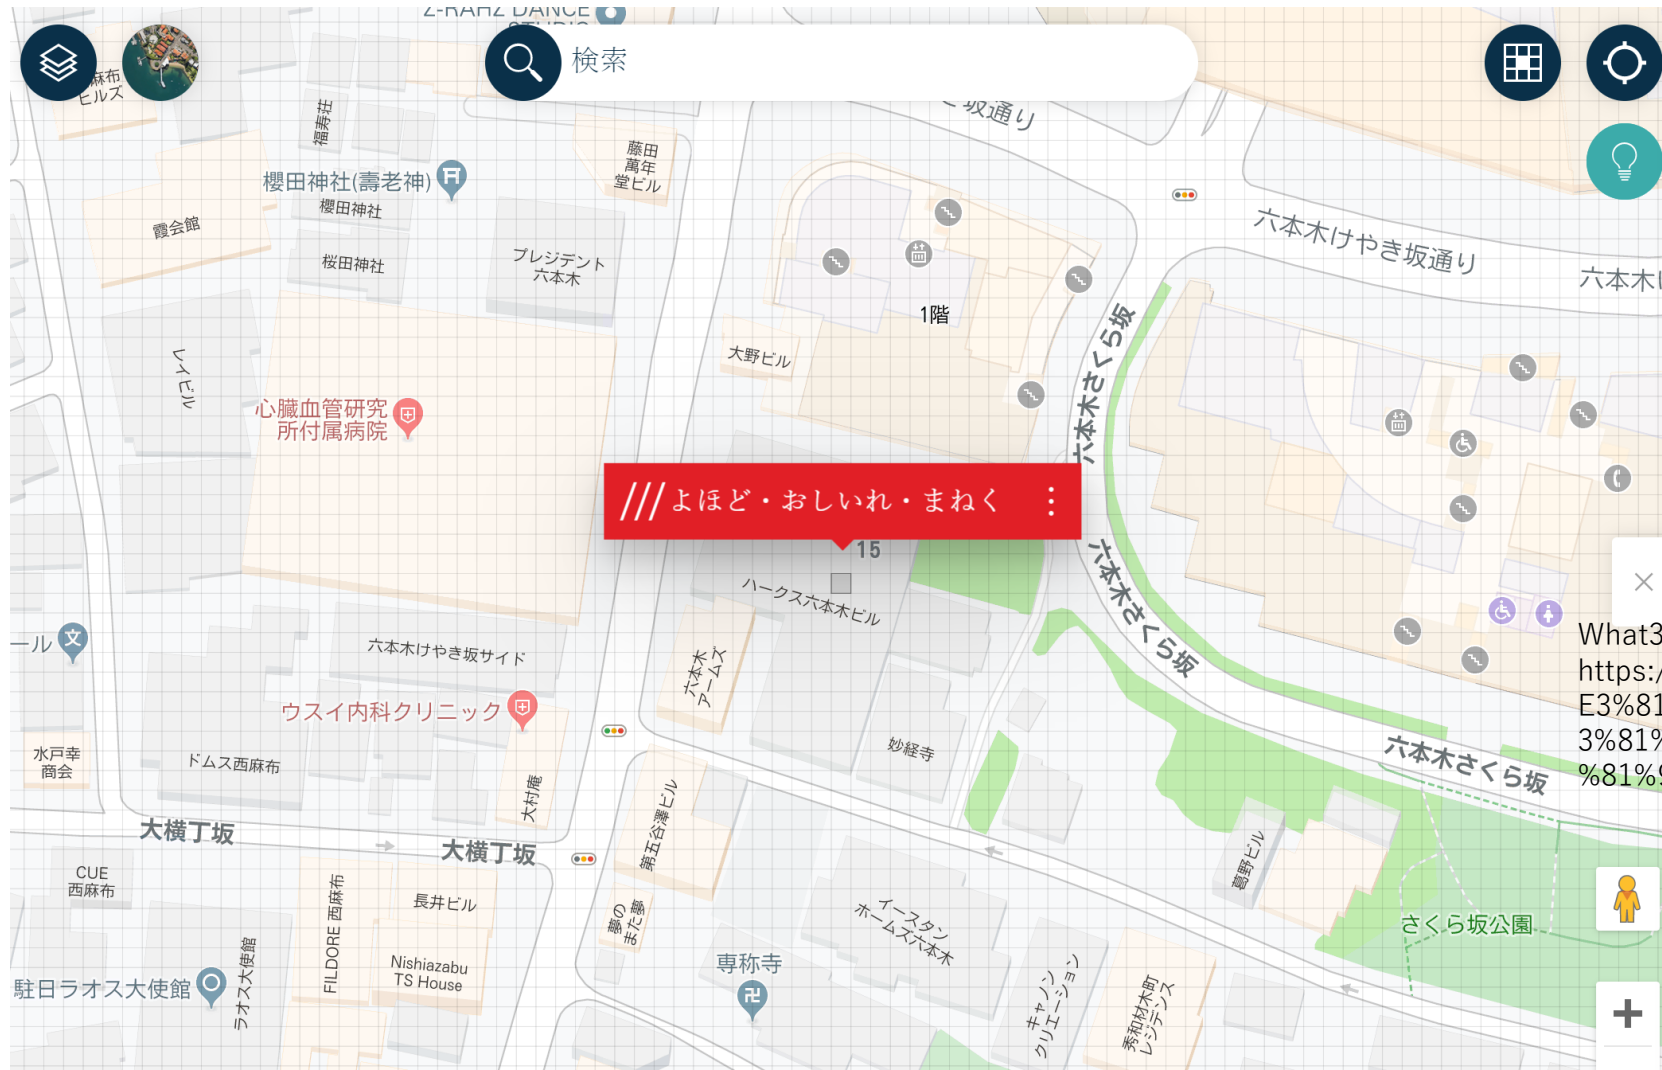 Z-RAHZ DANCE
検索
麻布
ヒルズ
福寿荘
坂通り
藤田
萬年
堂ビル
櫻田神社(壽老神)
櫻田神社
霞会館
桜田神社
プレジデント
六本木
六本木けやき坂通り
六本木
1階
六本木さくら坂
大野ビル
レイビル
心臓血管研究
所付属病院
///よほど・おしいれ・まねく
15
ハークス六本木ビル
六本木さくら坂
ール
六本木けやき坂サイド
六本木
アームズ
What3
https:/
E3%81
3%81%
%81%9
ウスイ内科クリニック
水戸幸
商会
ドムス西麻布
大村庵
妙経寺
六本木さくら坂
第五谷澤ビル
大横丁坂
大横丁坂
葛野ビル
CUE
西麻布
FILDORE 西麻布
長井ビル
夢の
また夢
イースタン
ホームズ六本木
さくら坂公園
Nishiazabu
TS House
専称寺
駐日ラオス大使館
ラオス大使館
キャノン
クリエーション
秀和材木町
レジデンス